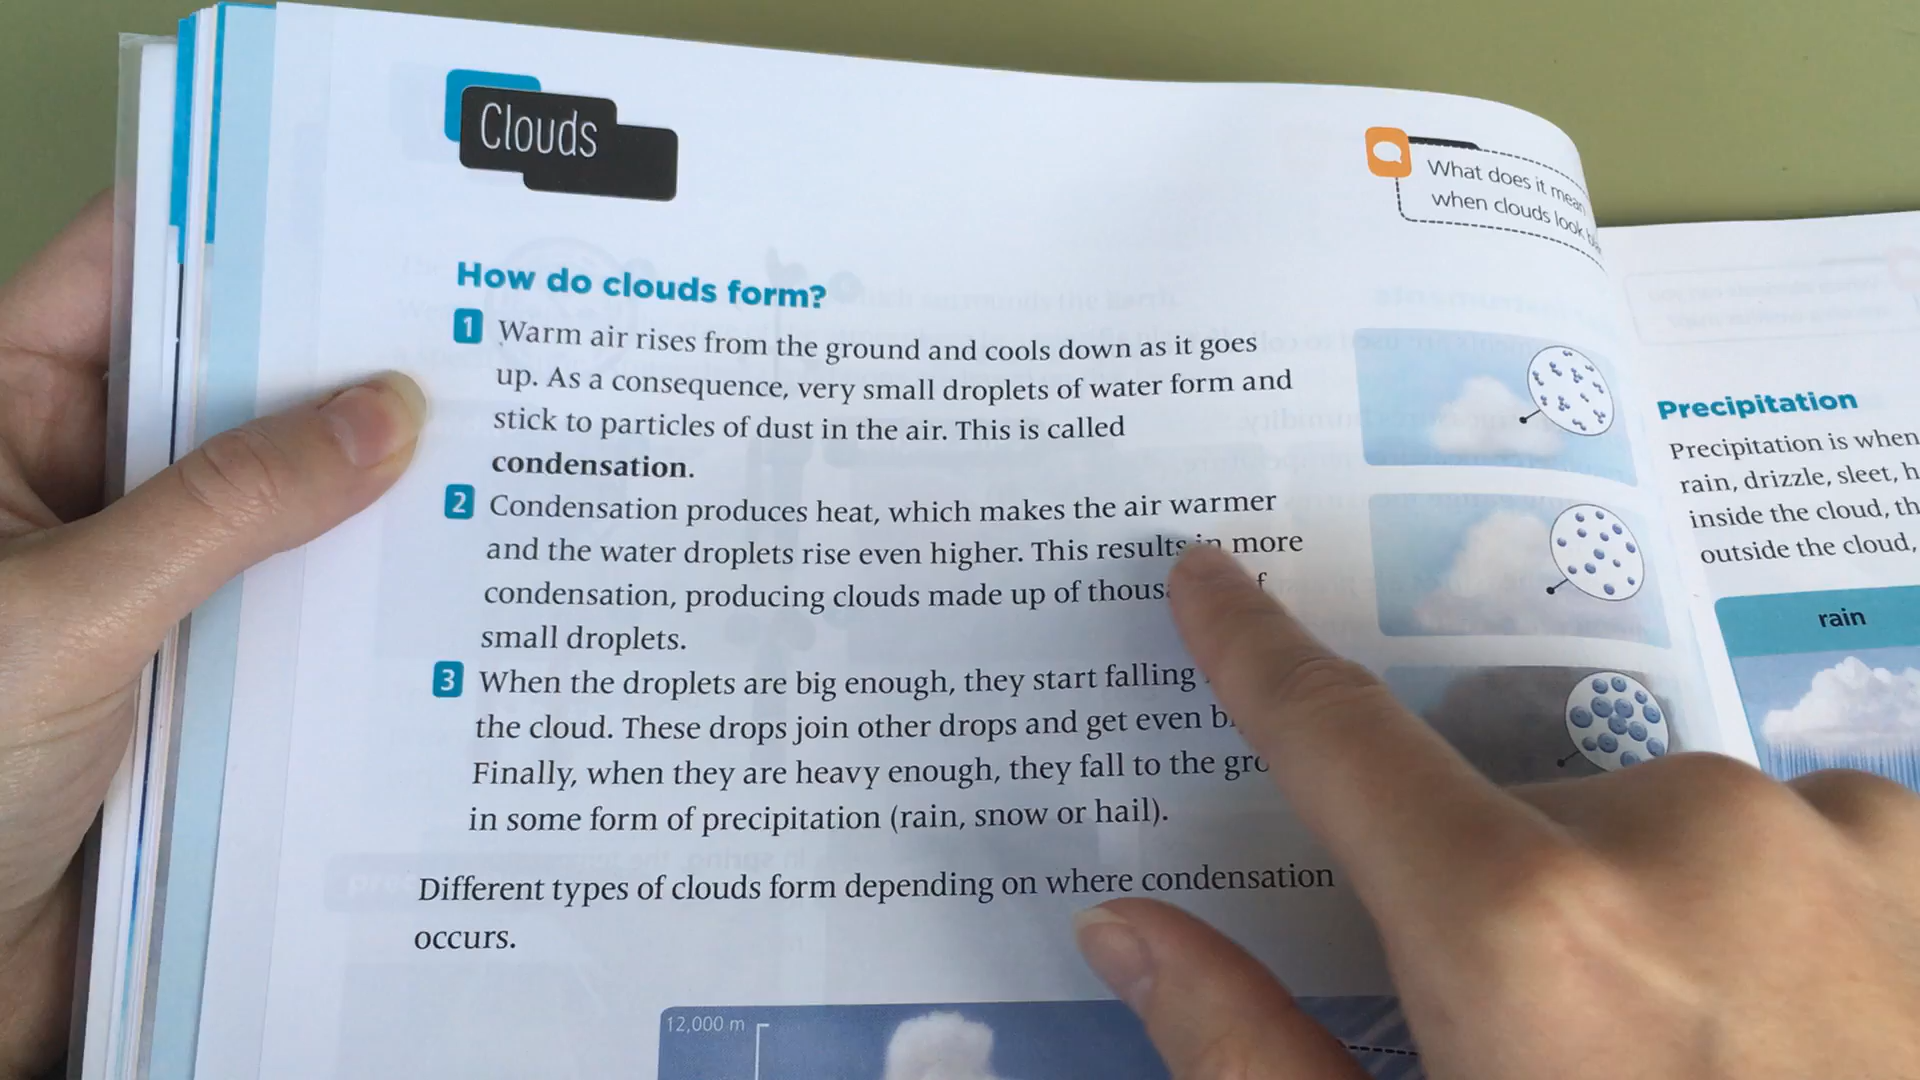 Clouds
What does it mean
when clouds look
How do clouds form?
1 Warm air rises from the ground and cools down as it goes
up. As a consequence, very small droplets of water form and
stick to particles of dust in the air. This is called
condensation.
2 Condensation produces heat, which makes the air warmer
and the water droplets rise even higher. This results in more
condensation, producing clouds made up of
small droplets.
3 When the droplets are big enough, they start falling
the cloud. These drops join other drops and get even
Finally, when they are heavy enough, they fall to the
in some form of precipitation (rain, snow or hail).
Different types of clouds form depending on where condensation
occurs.
12,000 m
Precipitation
Precipitation is when
rain, drizzle, sleet,
inside the cloud,
outside the cloud,
rain